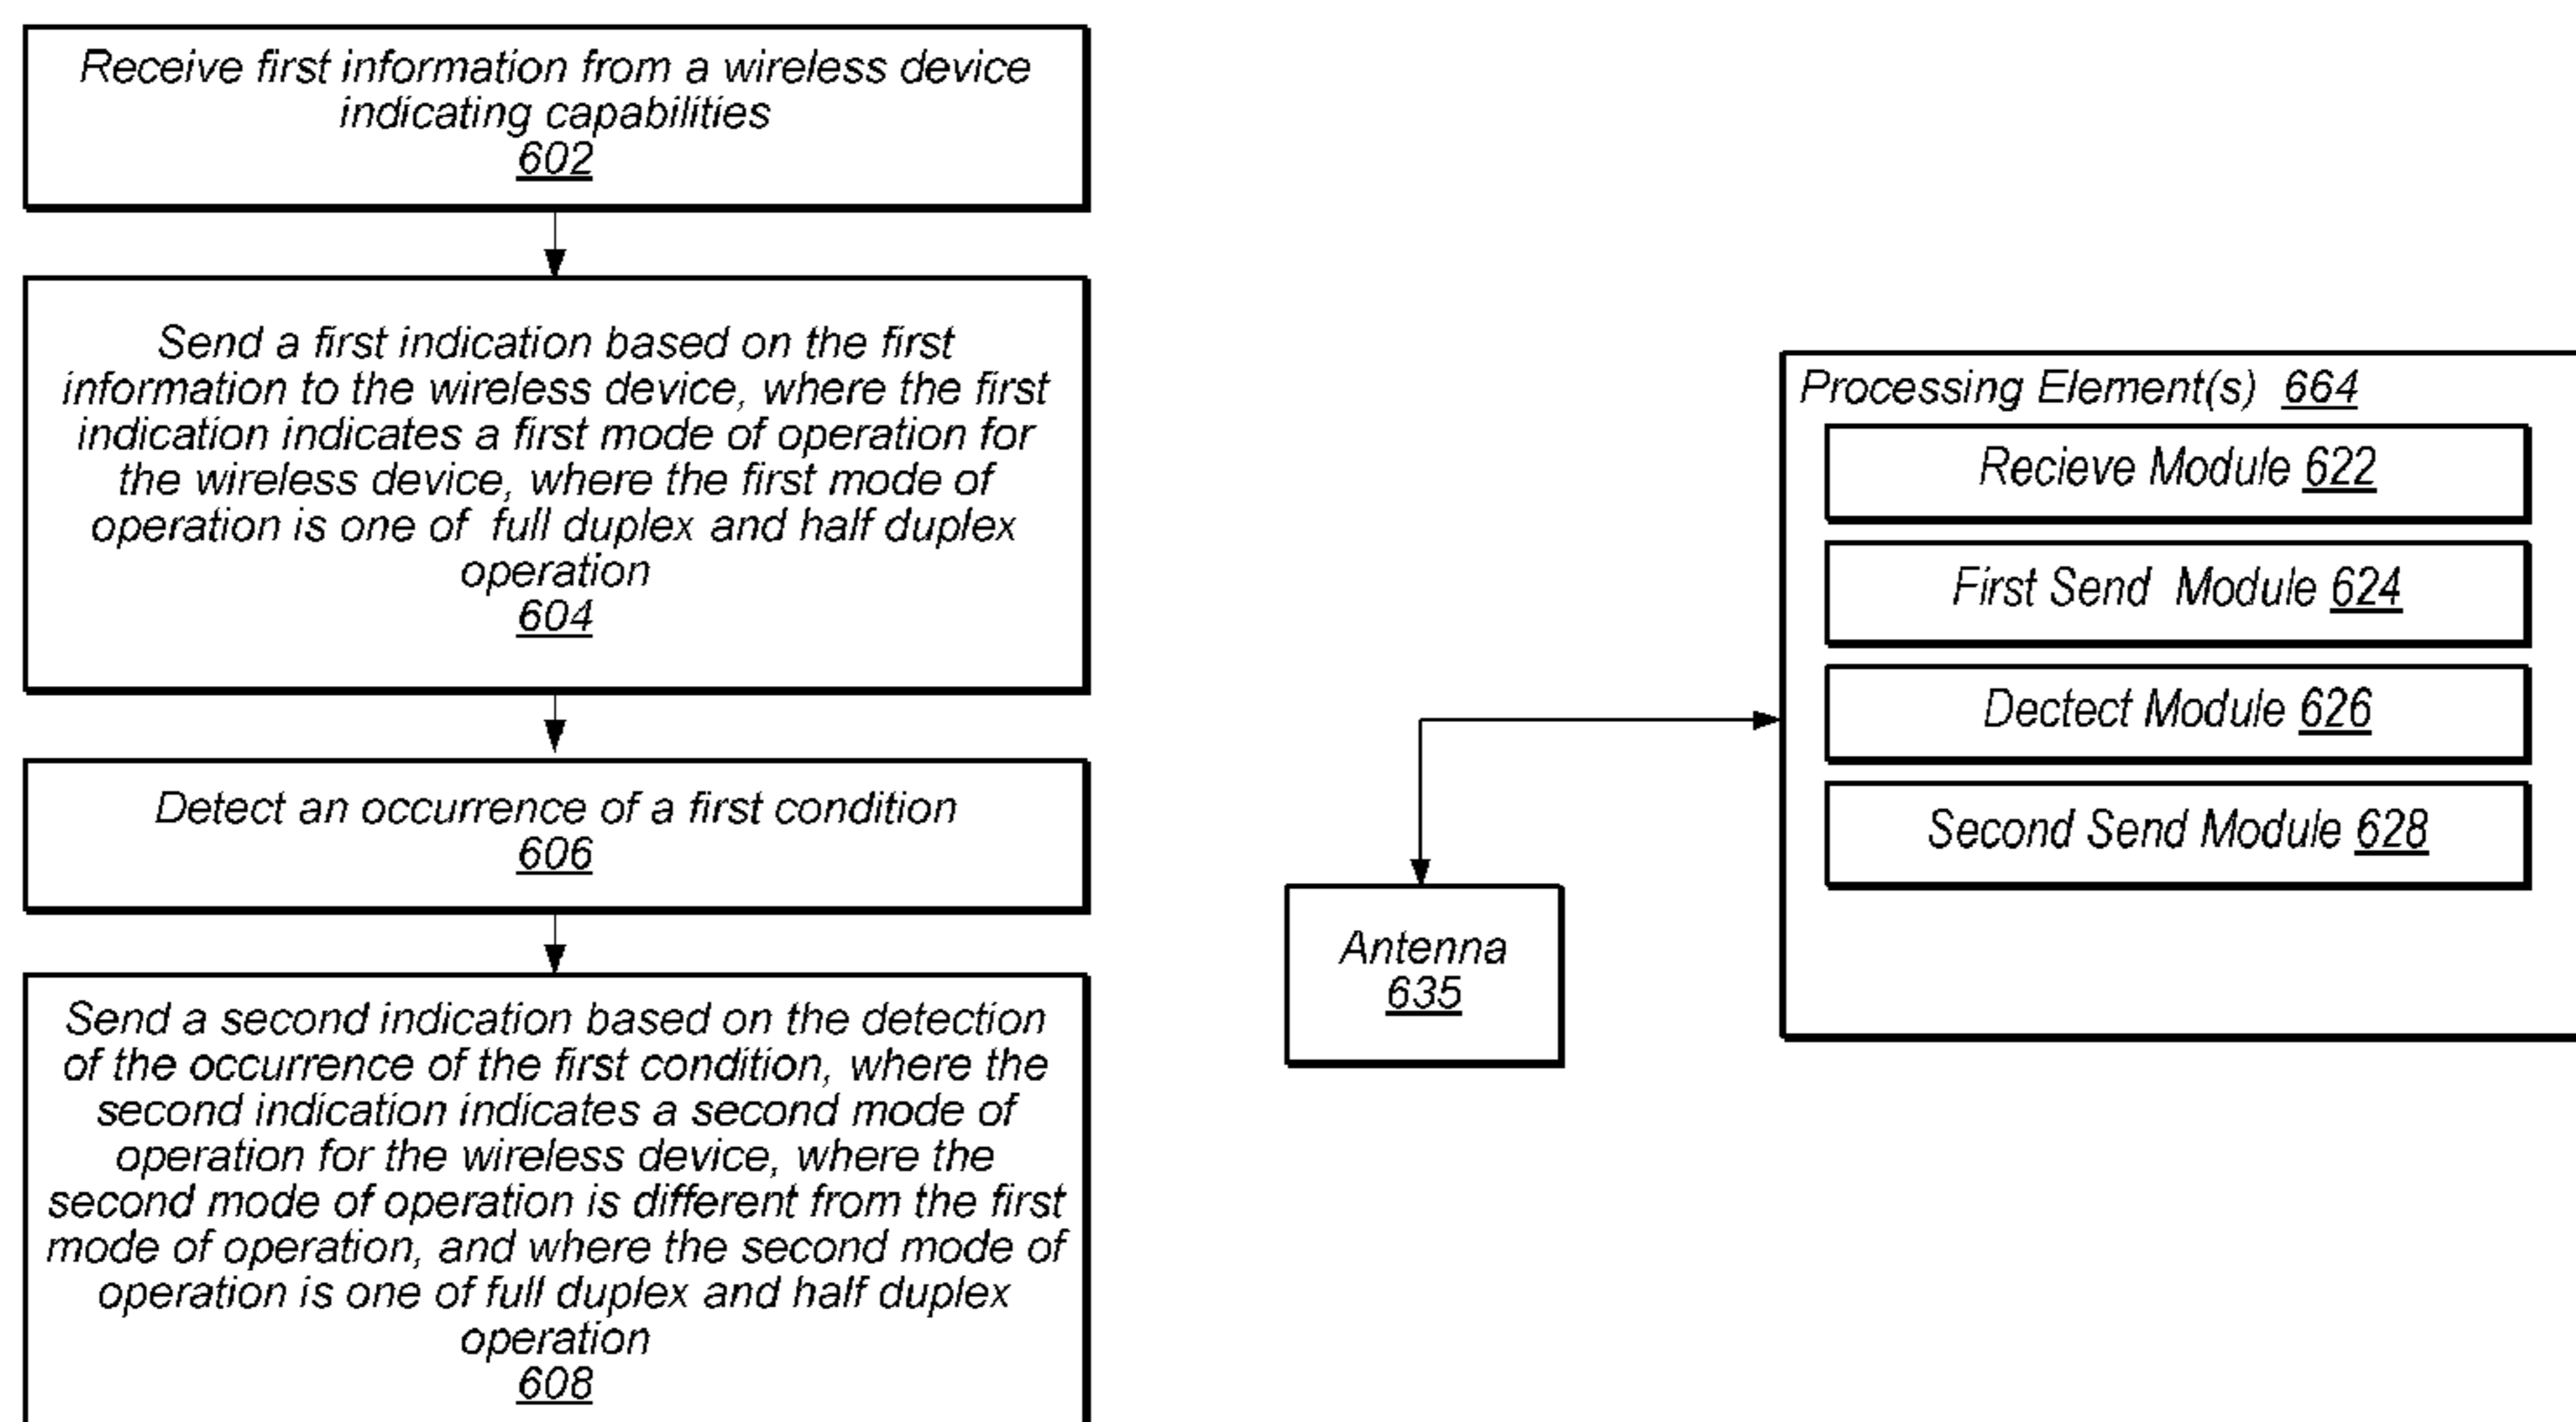 Receive first information from a wireless device
indicating capabilities
602
Send a first indication based on the first
information to the wireless device, where the first
indication indicates a first mode of operation for
the wireless device, where the first mode of
operation is one of full duplex and half duplex
operation
604
Detect an occurrence of a first condition
606
Send a second indication based on the detection
of the occurrence of the first condition, where the
second indication indicates a second mode of
operation for the wireless device, where the
second mode of operation is different from the first
mode of operation, and where the second mode of
operation is one of full duplex and half duplex
operation
608
Processing Element(s) 664
Recieve Module 622
First Send Module 624
Dectect Module 626
Second Send Module 628
Antenna
635